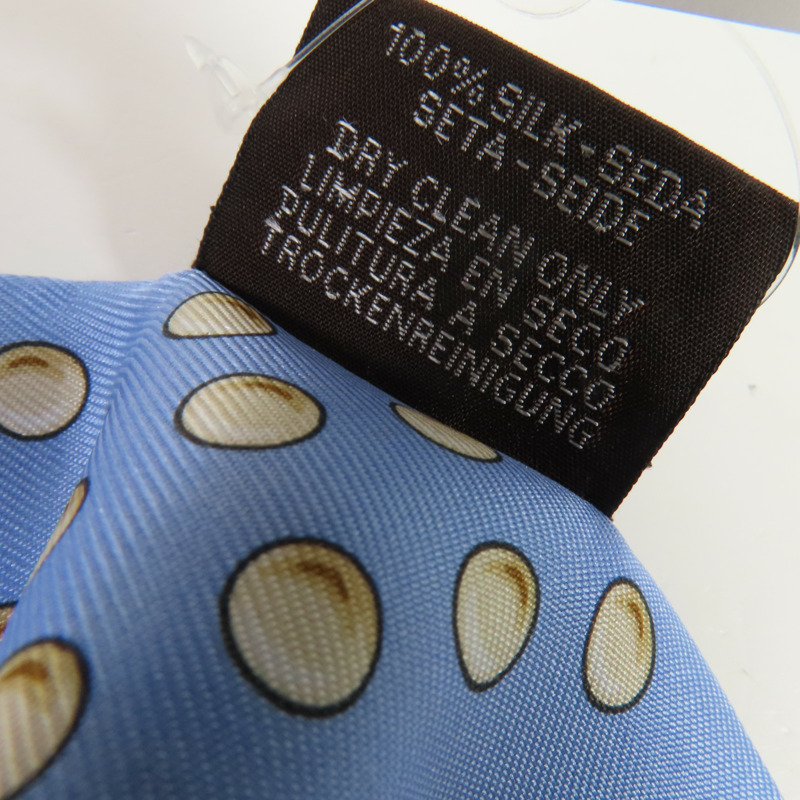 100% SILK - SEDA
SETA - SEIDE
DRY CLEAN ONLY
LIMPIEZA EN SECO
PULITURA A SECCO
TROCKENREINIGUNG